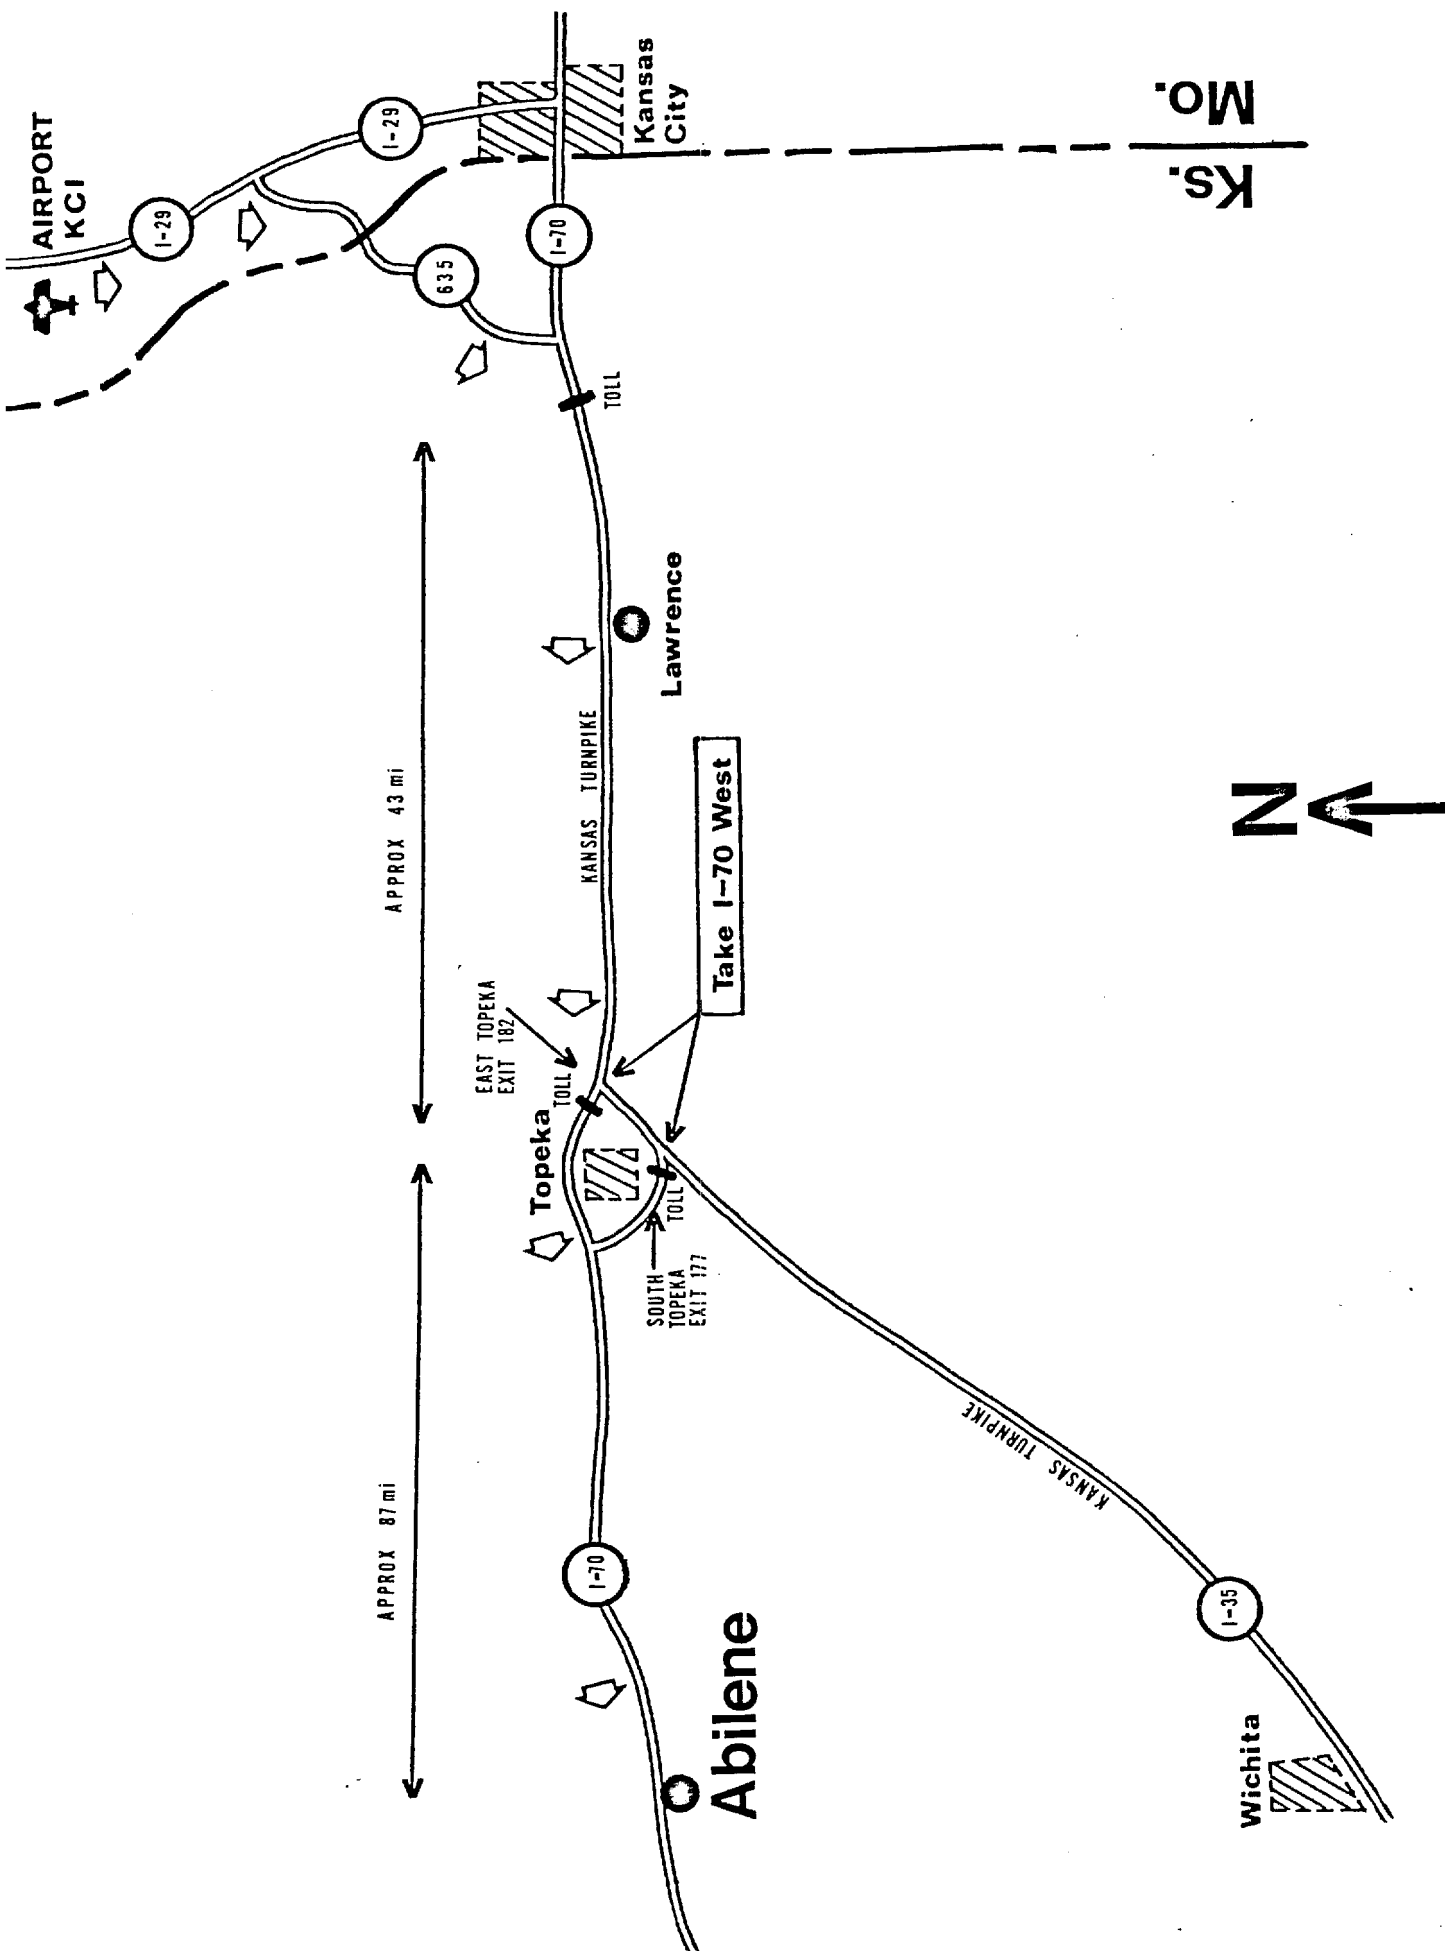 AIRPORT
KCI
I-29
I-29
635
I-70
Kansas
City
Mo.
Ks.
TOLL
APPROX 43 mi
Lawrence
KANSAS TURNPIKE
Take I-70 West
EAST TOPEKA
EXIT 182
TOLL
Topeka
TOLL
SOUTH
TOPEKA
EXIT 177
APPROX 87 mi
I-70
Abilene
KANSAS TURNPIKE
I-35
Wichita
N